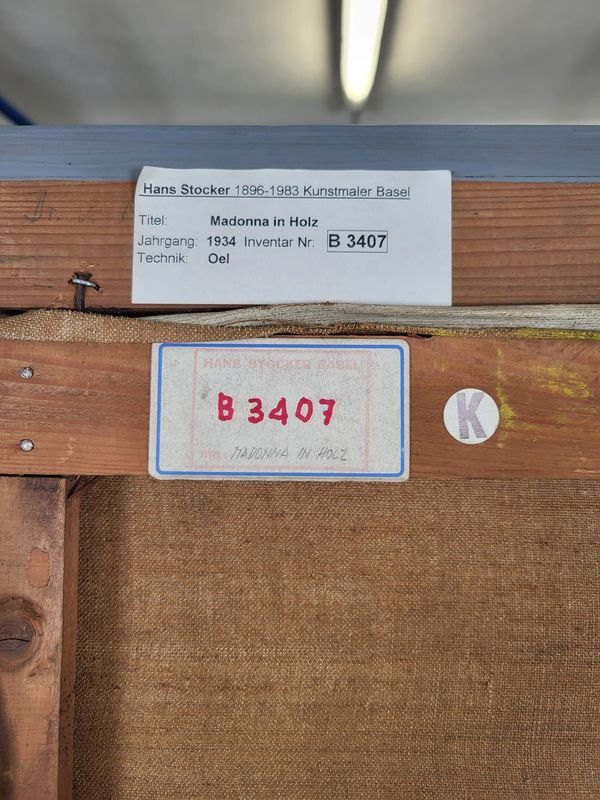 Hans Stocker 1896-1983 Kunstmaler Basel
Titel: Madonna in Holz
Jahrgang: 1934 Inventar Nr: B 3407
Technik: Oel
HANS STOCKER BASEL
B 3407
TITEL: MADONNA IN HOLZ
K